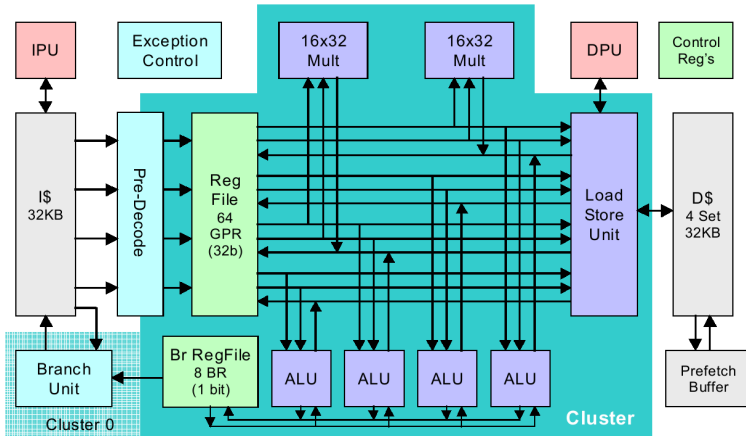 IPU
Exception
Control
16x32
Mult
16x32
Mult
DPU
Control
Reg's
I$
32KB
Pre-Decode
Reg
File
64
GPR
(32b)
Load
Store
Unit
D$
4 Set
32KB
Branch
Unit
Br RegFile
8 BR
(1 bit)
ALU
ALU
ALU
ALU
Prefetch
Buffer
Cluster 0
Cluster